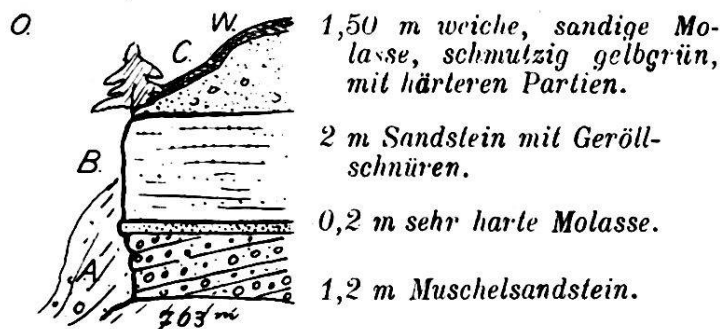 O.
W.
C
B.
A
763 m
1,50 m weiche, sandige Mo-
lasse, schmutzig gelbgrün,
mit härteren Partien.
2 m Sandstein mit Geröll-
schnüren.
0,2 m sehr harte Molasse.
1,2 m Muschelsandstein.